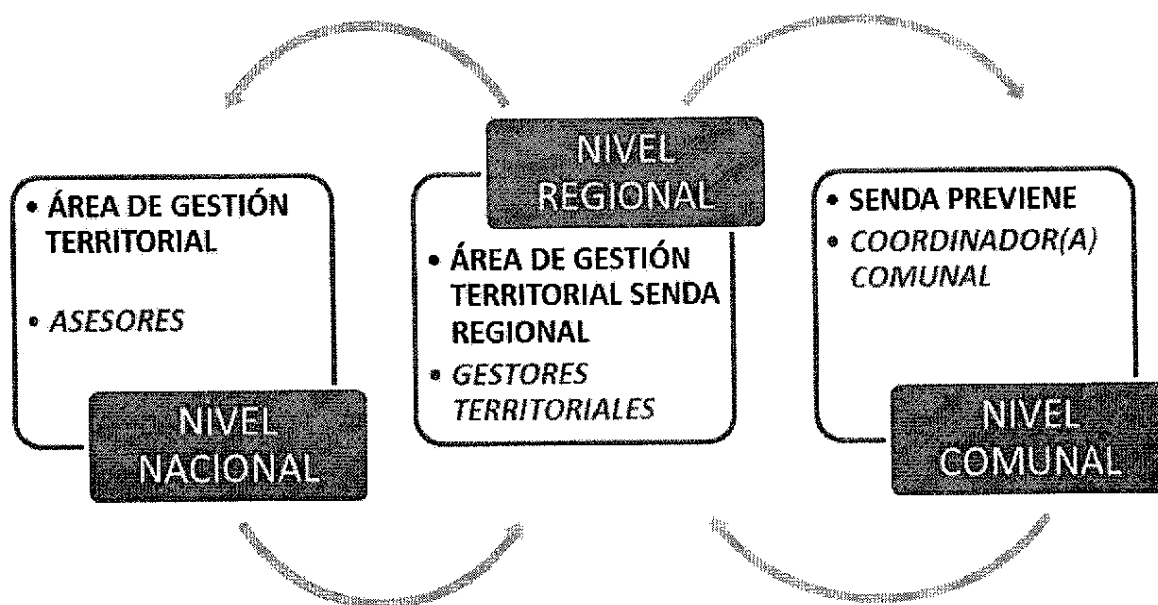 • ÁREA DE GESTIÓN
TERRITORIAL
• ASESORES
NIVEL
NACIONAL
NIVEL
REGIONAL
• ÁREA DE GESTIÓN
TERRITORIAL SENDA
REGIONAL
• GESTORES
TERRITORIALES
• SENDA PREVIENE
• COORDINADOR(A)
COMUNAL
NIVEL
COMUNAL